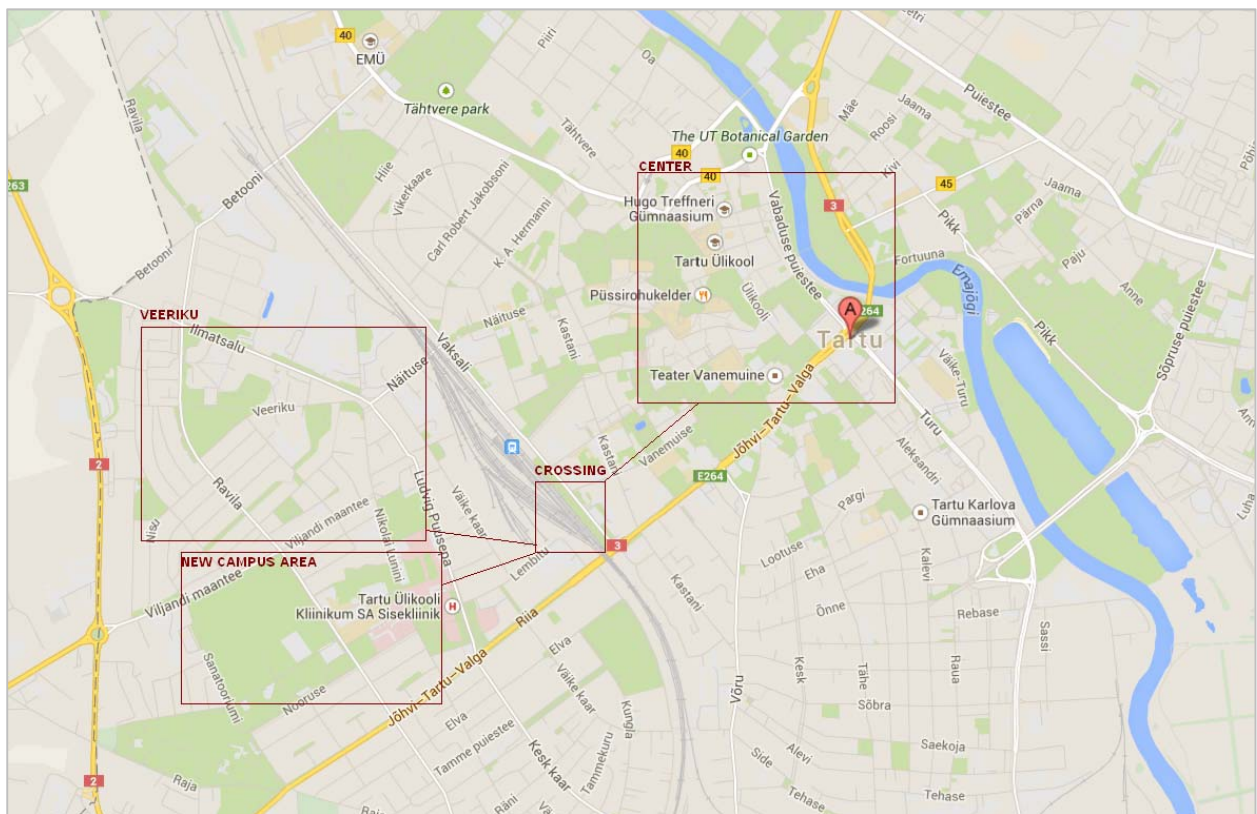 40
EMÜ
Piiri
Oa
Peetri
Puiestee
Tähtvere park
Ravila
Mäe
Jaama
Roosi
Tähtvere
The UT Botanical Garden
Hiie
Vikerkaare
Carl Robert Jakobsoni
K. A. Hermanni
40
CENTER
40
Kivi
45
Jaama
263
Betooni
Hugo Treffneri
Gümnaasium
Vabaduse puiestee
3
Pikk
Pärna
Paju
Betooni
Tartu Ülikool
Fortuuna
Emajõgi
Anne
Püssirohukelder
Ülikooli
A
E264
VEERIKU
Ilmatsalu
Näituse
Kastani
Vaksali
Tartu
Pikk
Sõpruse puiestee
Näituse
Väike-Turu
Teater Vanemuine
Veeriku
Jõhvi–Tartu–Valga
Turu
Anne
Kastani
Vanemuise
Aleksandri
2
CROSSING
E264
Ravila
Ludvig Puusepa
Väike kaar
Pargi
Tartu Karlova
Gümnaasium
Luha
Nisu
Viljandi maantee
Nikolai Lunini
3
Lembitu
Lootuse
Kalevi
NEW CAMPUS AREA
Eha
Viljandi maantee
Tartu Ülikooli
Kliinikum SA Sisekliinik
H
Kastani
Õnne
Rebase
Riia
Sassi
Elva
Sanatooriumi
Nooruse
Jõhvi–Tartu–Valga
Väike kaar
Kesk
Tähe
Raua
Võru
Elva
Kungla
Sõbra
Tamme puiestee
Kesk kaar
Tammekuru
Side
Alevi
Saekoja
2
Raja
Räni
Tehase
Tehase